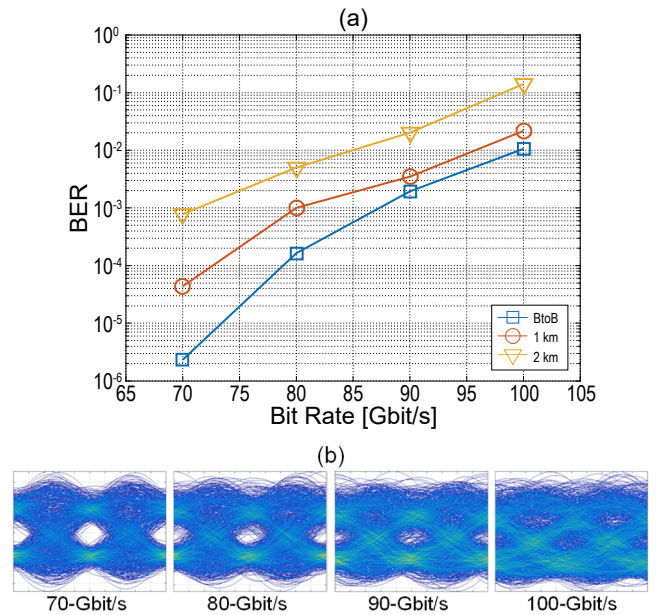 (a)
10^0
10^-1
10^-2
10^-3
10^-4
10^-5
10^-6
BER
BtoB
1 km
2 km
65 70 75 80 85 90 95 100 105
Bit Rate [Gbit/s]
(b)
70-Gbit/s 80-Gbit/s 90-Gbit/s 100-Gbit/s